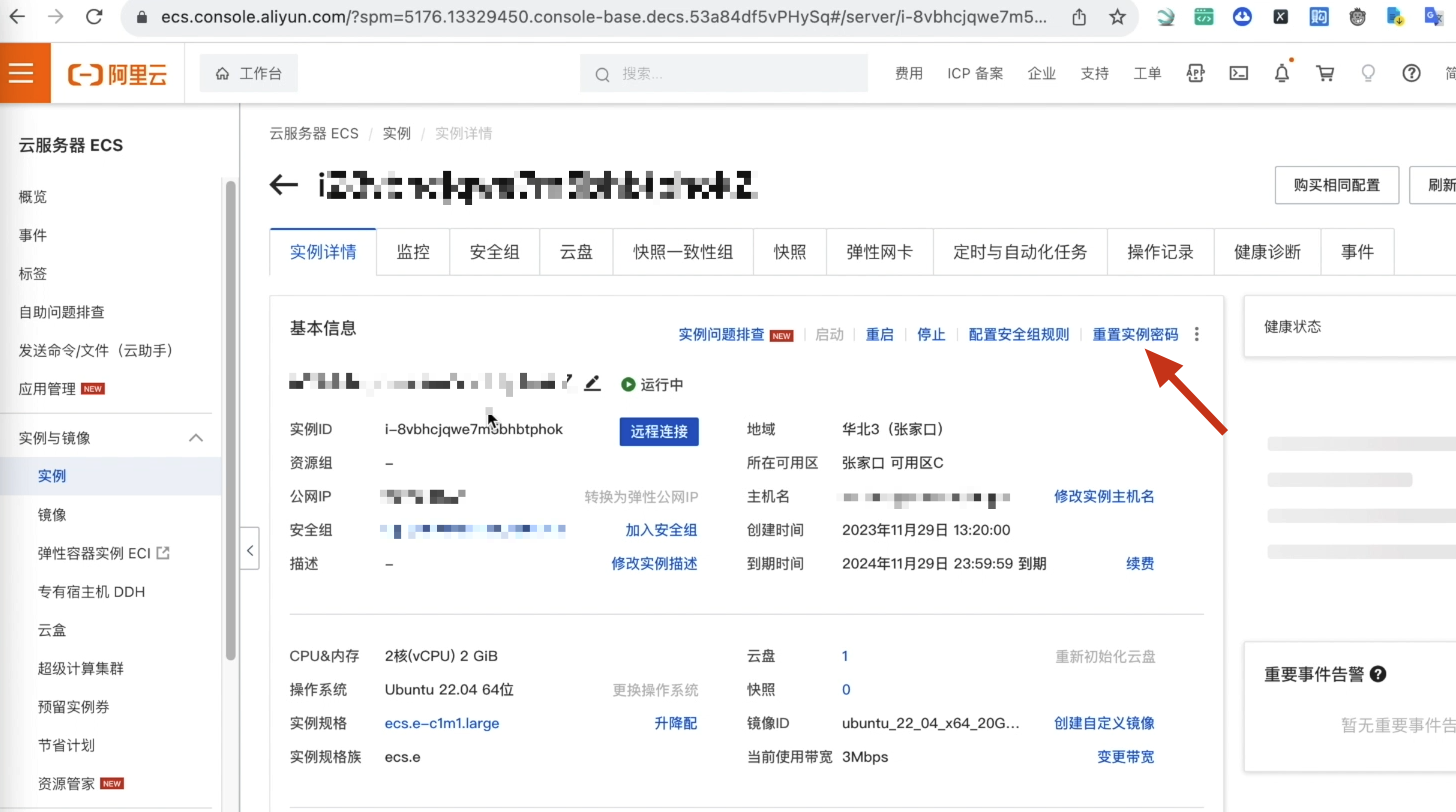 ecs.console.aliyun.com/?spm=5176.13329450.console-base.decs.53a84df5vPHySq#/server/i-8vbhcjqwe7m5...
阿里云 工作台 搜索... 费用 ICP 备案 企业 支持 工单
云服务器 ECS
概览
事件
标签
自助问题排查
发送命令/文件（云助手）
应用管理 NEW
实例与镜像
实例
镜像
弹性容器实例 ECI
专有宿主机 DDH
云盒
超级计算集群
预留实例券
节省计划
资源管家 NEW
云服务器 ECS / 实例 / 实例详情
购买相同配置
实例详情 监控 安全组 云盘 快照一致性组 快照 弹性网卡 定时与自动化任务 操作记录 健康诊断 事件
基本信息
实例问题排查 NEW 启动 重启 停止 配置安全组规则 重置实例密码
运行中
实例ID i-8vbhcjqwe7m5bhbtphok 远程连接 地域 华北3（张家口）
资源组 – 所在可用区 张家口 可用区C
公网IP 转换为弹性公网IP 主机名 修改实例主机名
安全组 加入安全组 创建时间 2023年11月29日 13:20:00
描述 – 修改实例描述 到期时间 2024年11月29日 23:59:59 到期 续费
CPU&内存 2核(vCPU) 2 GiB 云盘 1 重新初始化云盘
操作系统 Ubuntu 22.04 64位 更换操作系统 快照 0
实例规格 ecs.e-c1m1.large 升降配 镜像ID ubuntu_22_04_x64_20G... 创建自定义镜像
实例规格族 ecs.e 当前使用带宽 3Mbps 变更带宽
健康状态
重要事件告警
暂无重要事件告